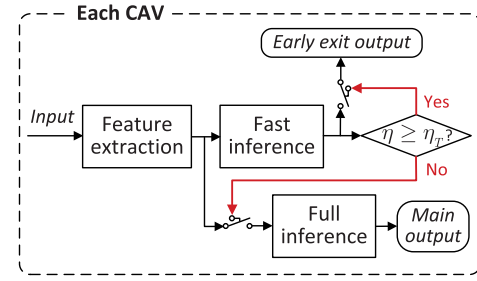 Each CAV
Early exit output
Input
Feature
extraction
Fast
inference
η ≥ η_T?
Yes
No
Full
inference
Main
output